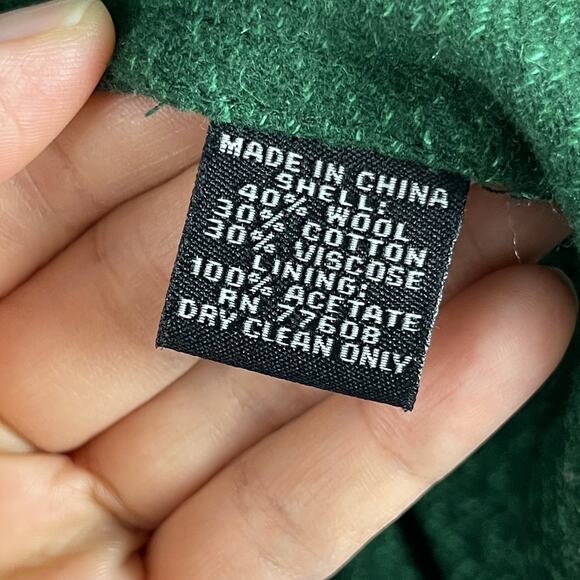 MADE IN CHINA
SHELL:
40% WOOL
30% COTTON
30% VISCOSE
LINING:
100% ACETATE
RN 77608
DRY CLEAN ONLY